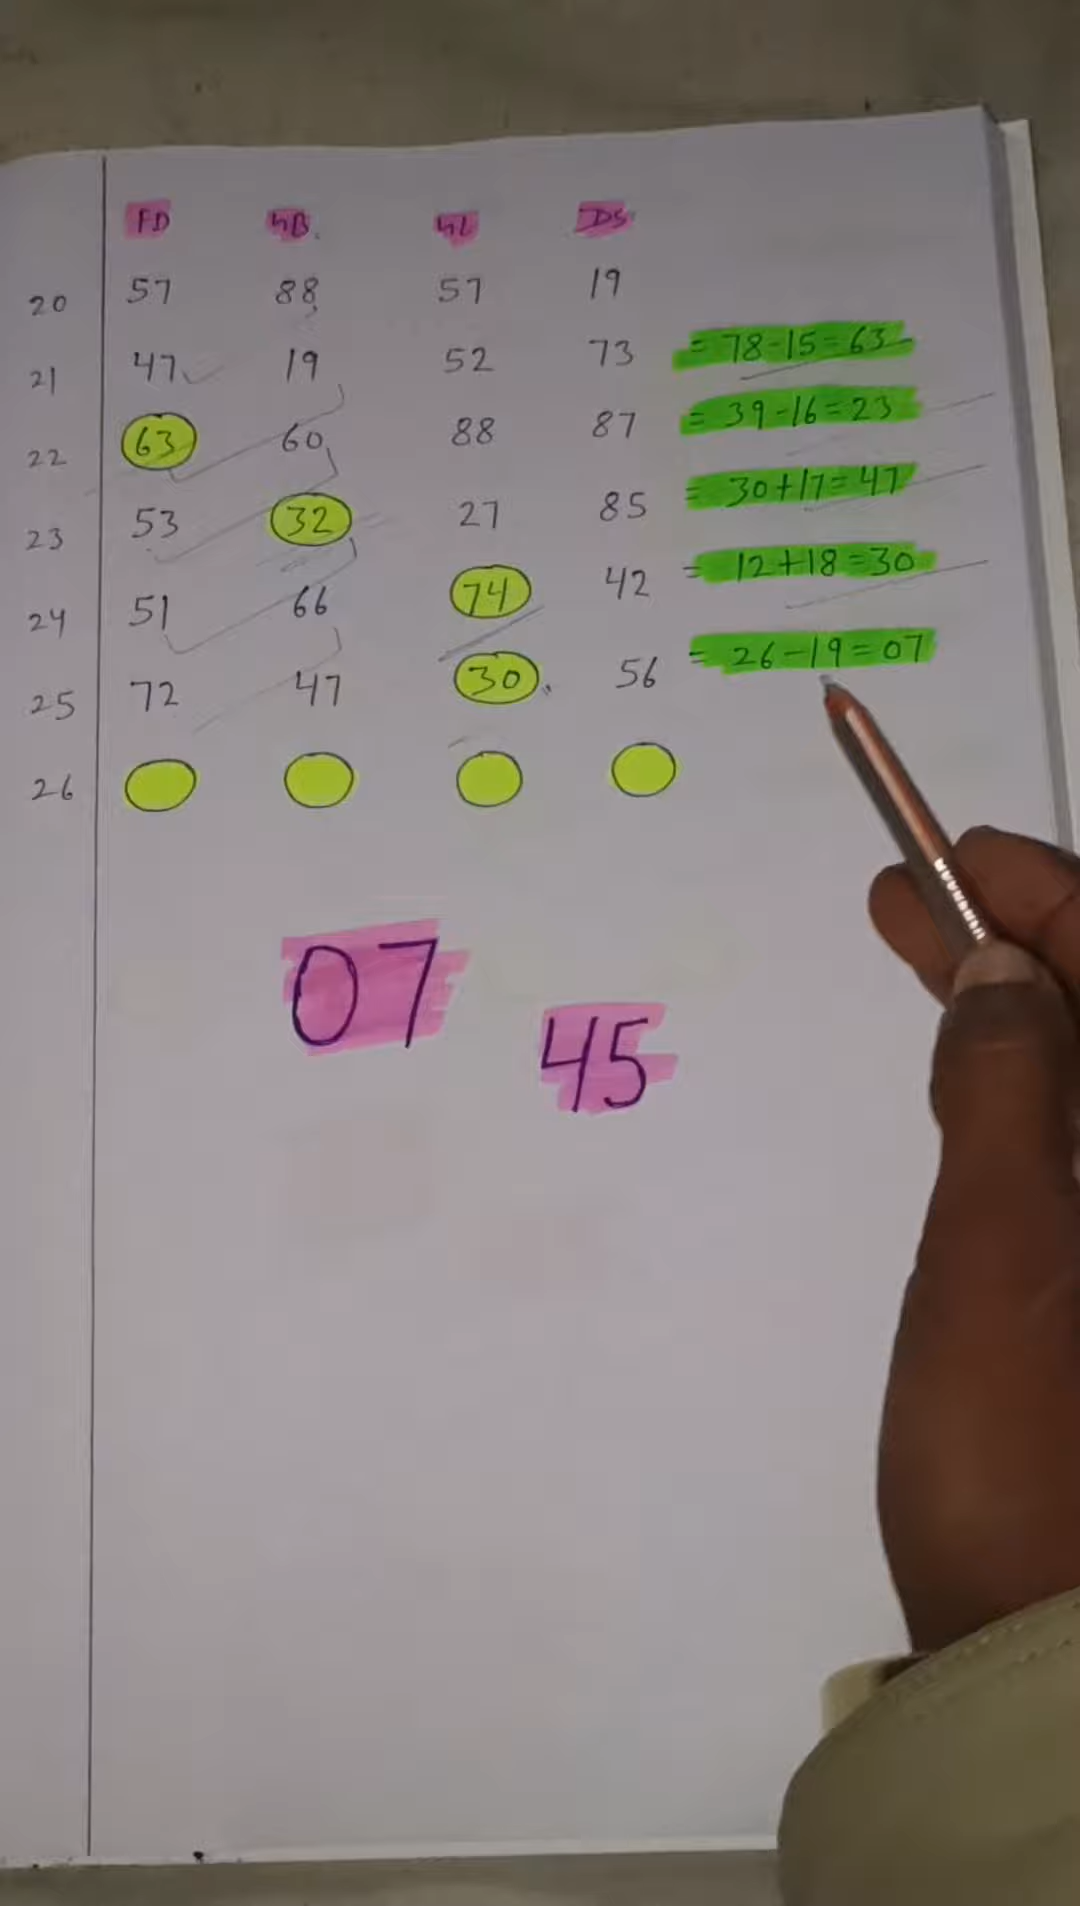 FD GB. GL DS
20 57 88 57 19
21 47 19 52 73 = 78-15=63
22 63 60 88 87 = 39-16=23
23 53 32 27 85 = 30+17=47
24 51 66 74 42 = 12+18=30
25 72 47 30 56 = 26-19=07
26
07
45